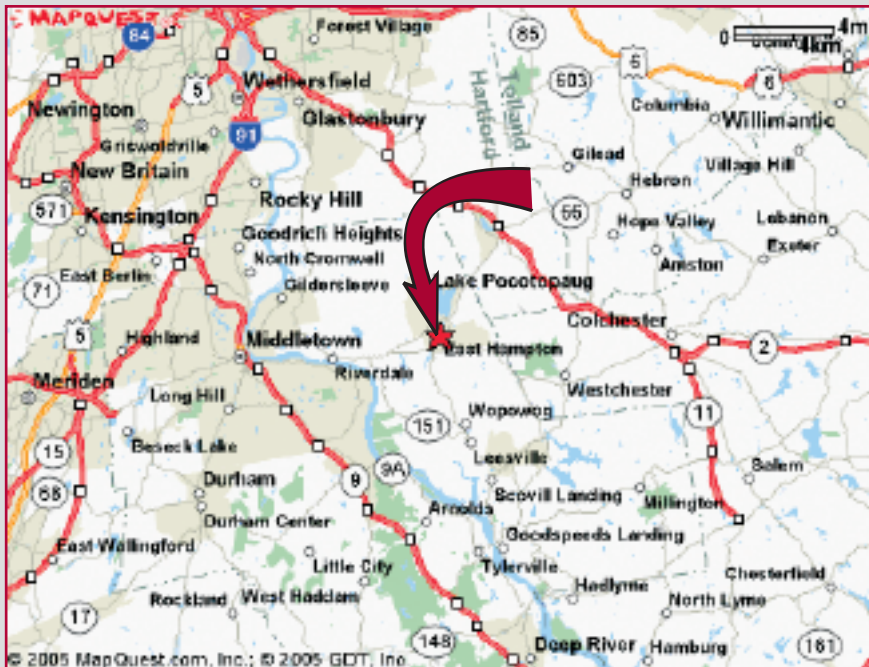 MAPQUEST
84
Forest Village
85
6
0 4m
4km
5
Wethersfield
Hartford
Tolland
603
6
Newington
Columbia
Willimantic
Griswoldville
91
Glastonbury
Village Hill
New Britain
Gilead
Hebron
571
Kensington
Rocky Hill
55
Hope Valley
Lebanon
Goodrich Heights
Exeter
East Berlin
North Cromwell
Amston
71
Gildersleeve
Lake Pocotopaug
5
Highland
Middletown
Colchester
East Hampton
2
Meriden
Riverdale
Westchester
Long Hill
151
Wopowog
11
15
Beseck Lake
Leesville
68
Durham
9
9A
Scovill Landing
Millington
Salem
Durham Center
Arnolds
Goodspeeds Landing
East Wallingford
Little City
Tylerville
Chesterfield
17
Rockland
West Haddam
Hadlyme
North Lyme
148
Deep River
Hamburg
161
© 2005 MapQuest.com, Inc.; © 2005 GDT, Inc